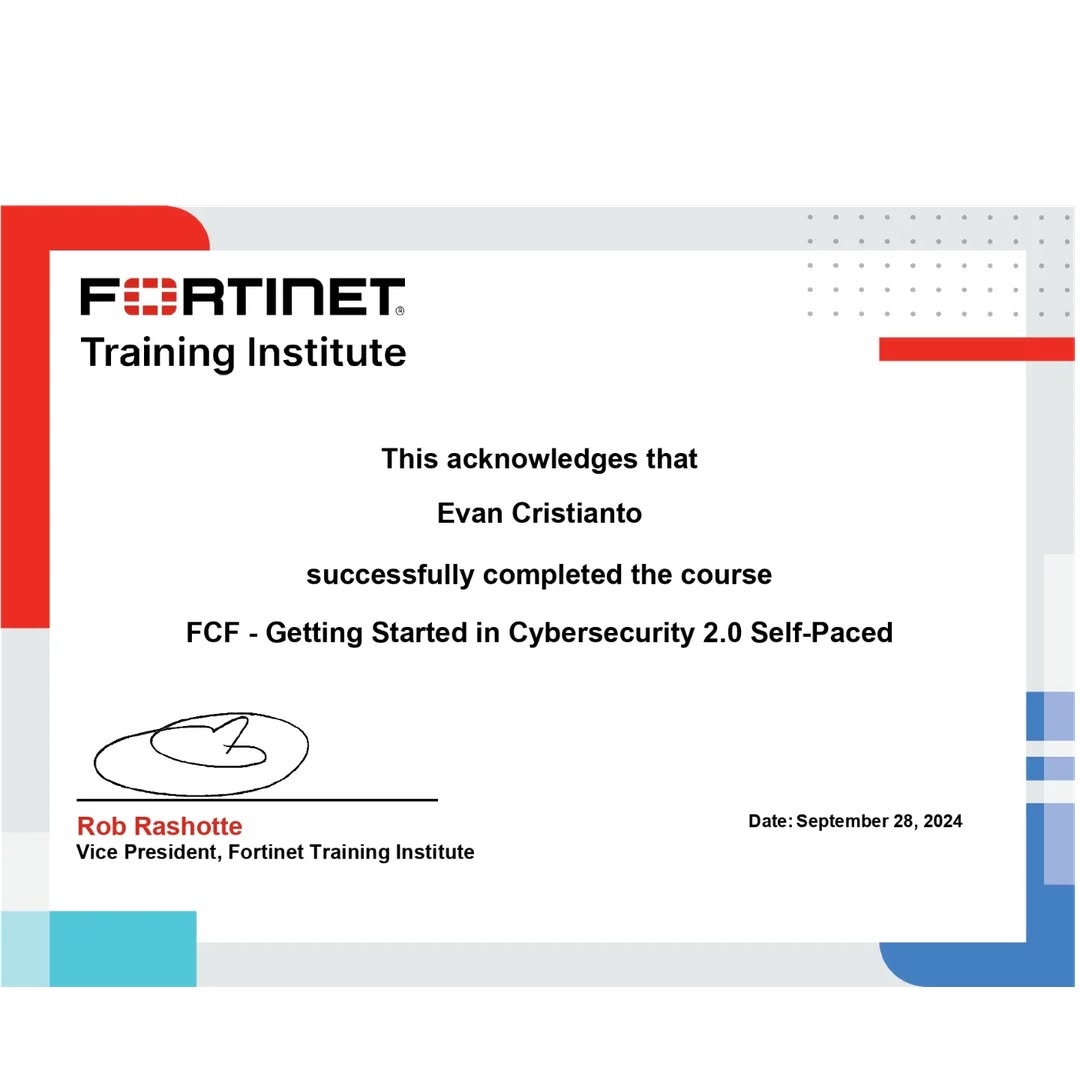 FORTINET®
Training Institute
This acknowledges that
Evan Cristianto
successfully completed the course
FCF - Getting Started in Cybersecurity 2.0 Self-Paced
Rob Rashotte
Vice President, Fortinet Training Institute
Date: September 28, 2024